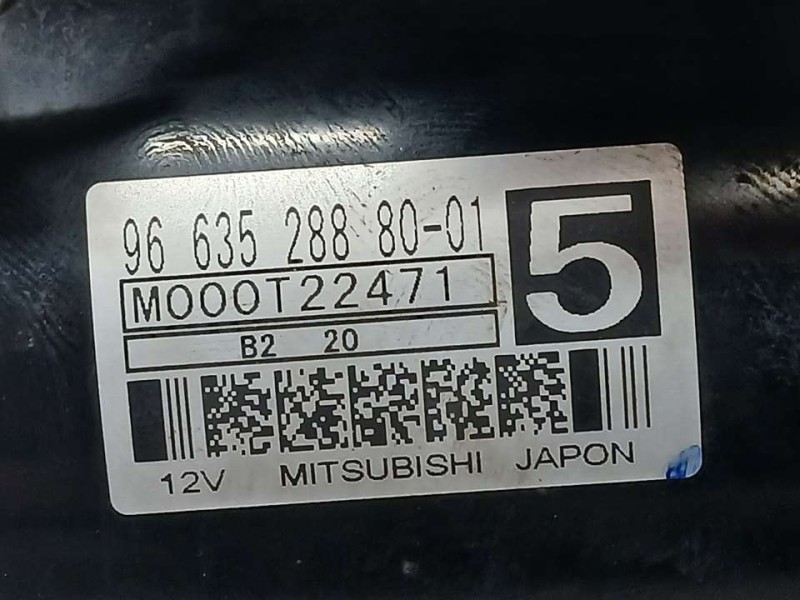 96 635 288 80-01
5
M000T22471
B2 20
12V MITSUBISHI JAPON